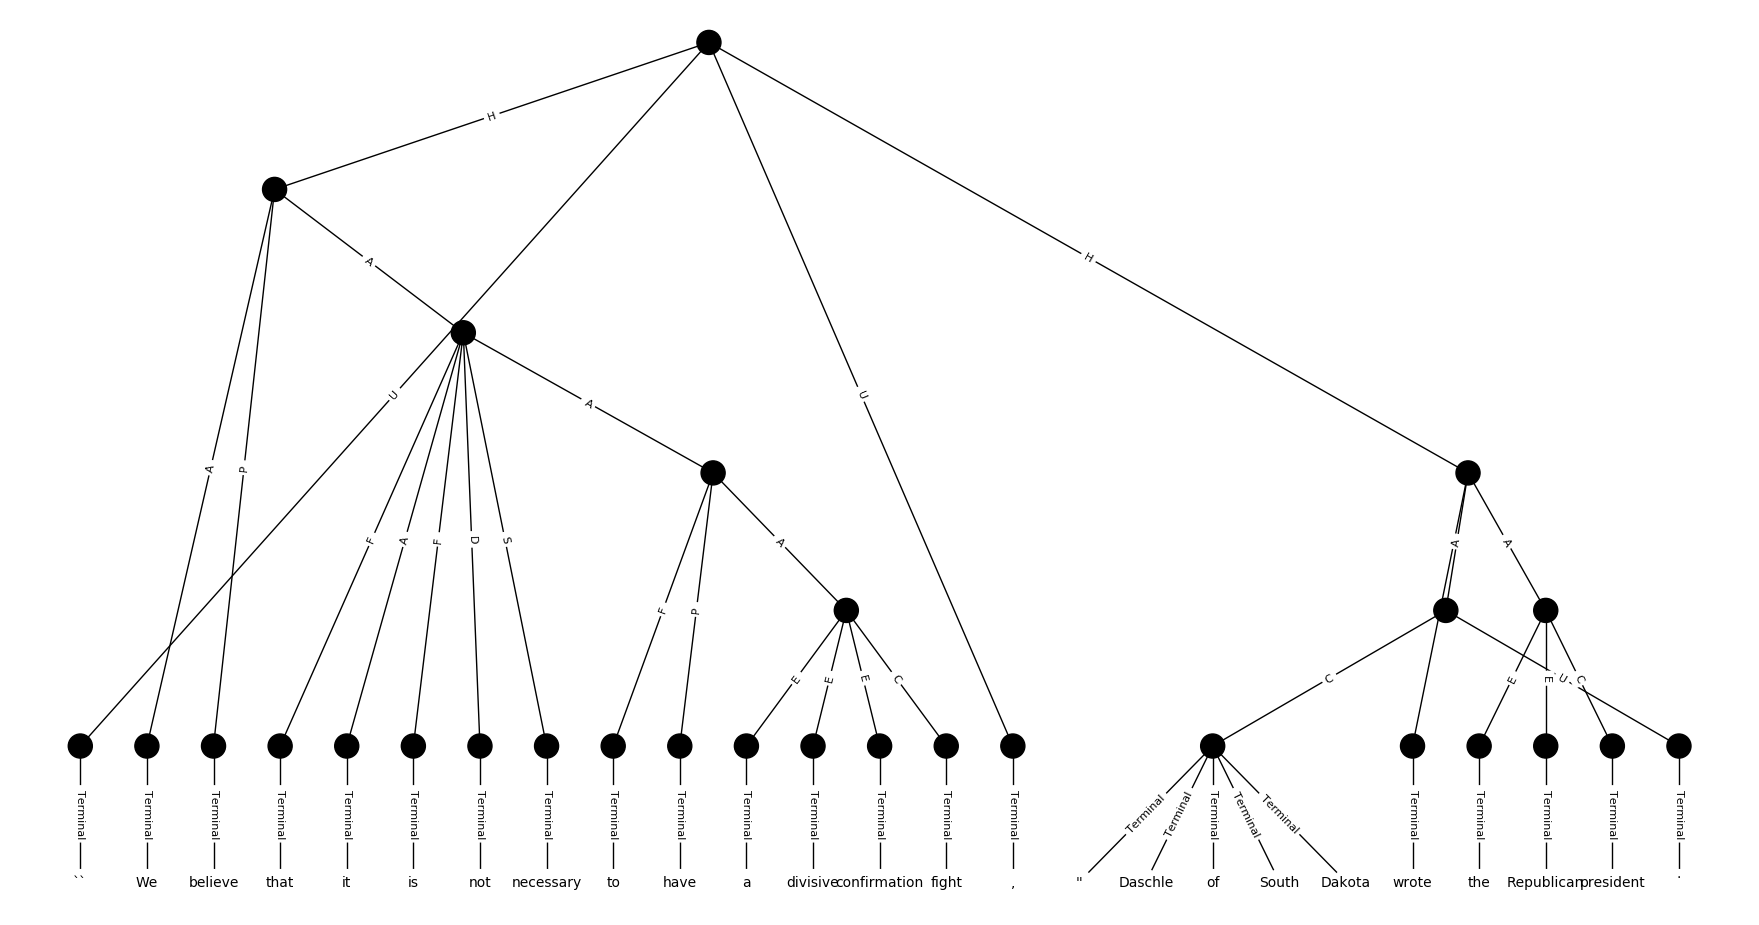 H
H
A
U
U
A
A
P
F
A
F
D
S
A
A
A
F
P
E
E
E
C
C
E
E
U
C
Terminal Terminal Terminal Terminal Terminal Terminal Terminal Terminal Terminal Terminal Terminal Terminal Terminal Terminal Terminal Terminal Terminal Terminal Terminal Terminal Terminal Terminal Terminal Terminal Terminal
`` We believe that it is not necessary to have a divisive confirmation fight , " Daschle of South Dakota wrote the Republican president .